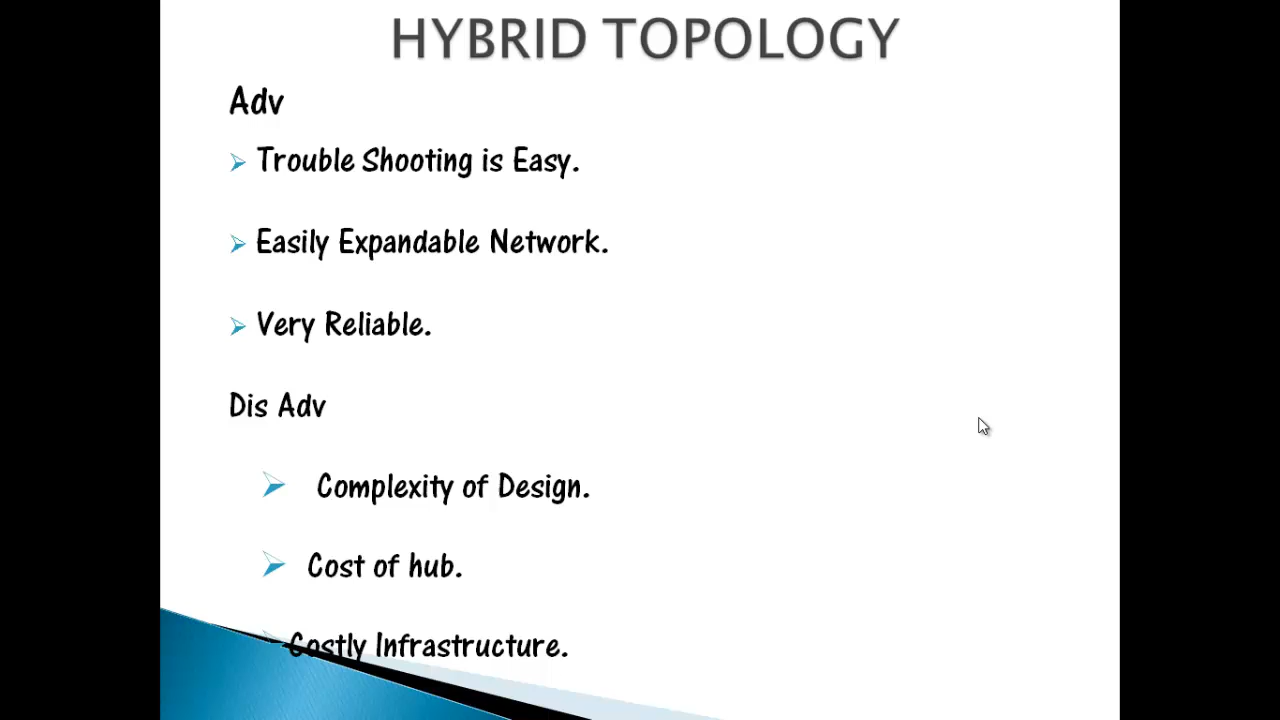 HYBRID TOPOLOGY
Adv
Trouble Shooting is Easy.
Easily Expandable Network.
Very Reliable.
Dis Adv
Complexity of Design.
Cost of hub.
Costly Infrastructure.